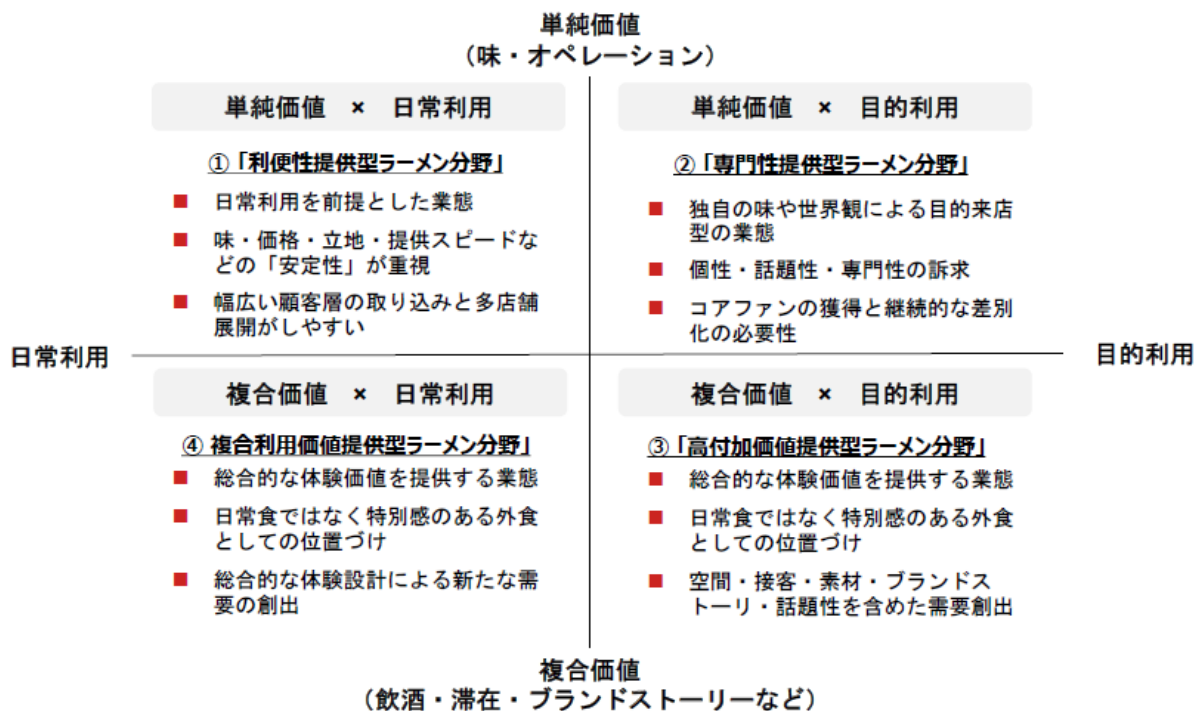 単純価値
（味・オペレーション）
単純価値　×　日常利用
①「利便性提供型ラーメン分野」
■ 日常利用を前提とした業態
■ 味・価格・立地・提供スピードな
どの「安定性」が重視
■ 幅広い顧客層の取り込みと多店舗
展開がしやすい
単純価値　×　目的利用
②「専門性提供型ラーメン分野」
■ 独自の味や世界観による目的来店
型の業態
■ 個性・話題性・専門性の訴求
■ コアファンの獲得と継続的な差別
化の必要性
日常利用
目的利用
複合価値　×　日常利用
④ 複合利用価値提供型ラーメン分野」
■ 総合的な体験価値を提供する業態
■ 日常食ではなく特別感のある外食
としての位置づけ
■ 総合的な体験設計による新たな需
要の創出
複合価値　×　目的利用
③「高付加価値提供型ラーメン分野」
■ 総合的な体験価値を提供する業態
■ 日常食ではなく特別感のある外食
としての位置づけ
■ 空間・接客・素材・ブランドス
トーリ・話題性を含めた需要創出
複合価値
（飲酒・滞在・ブランドストーリーなど）